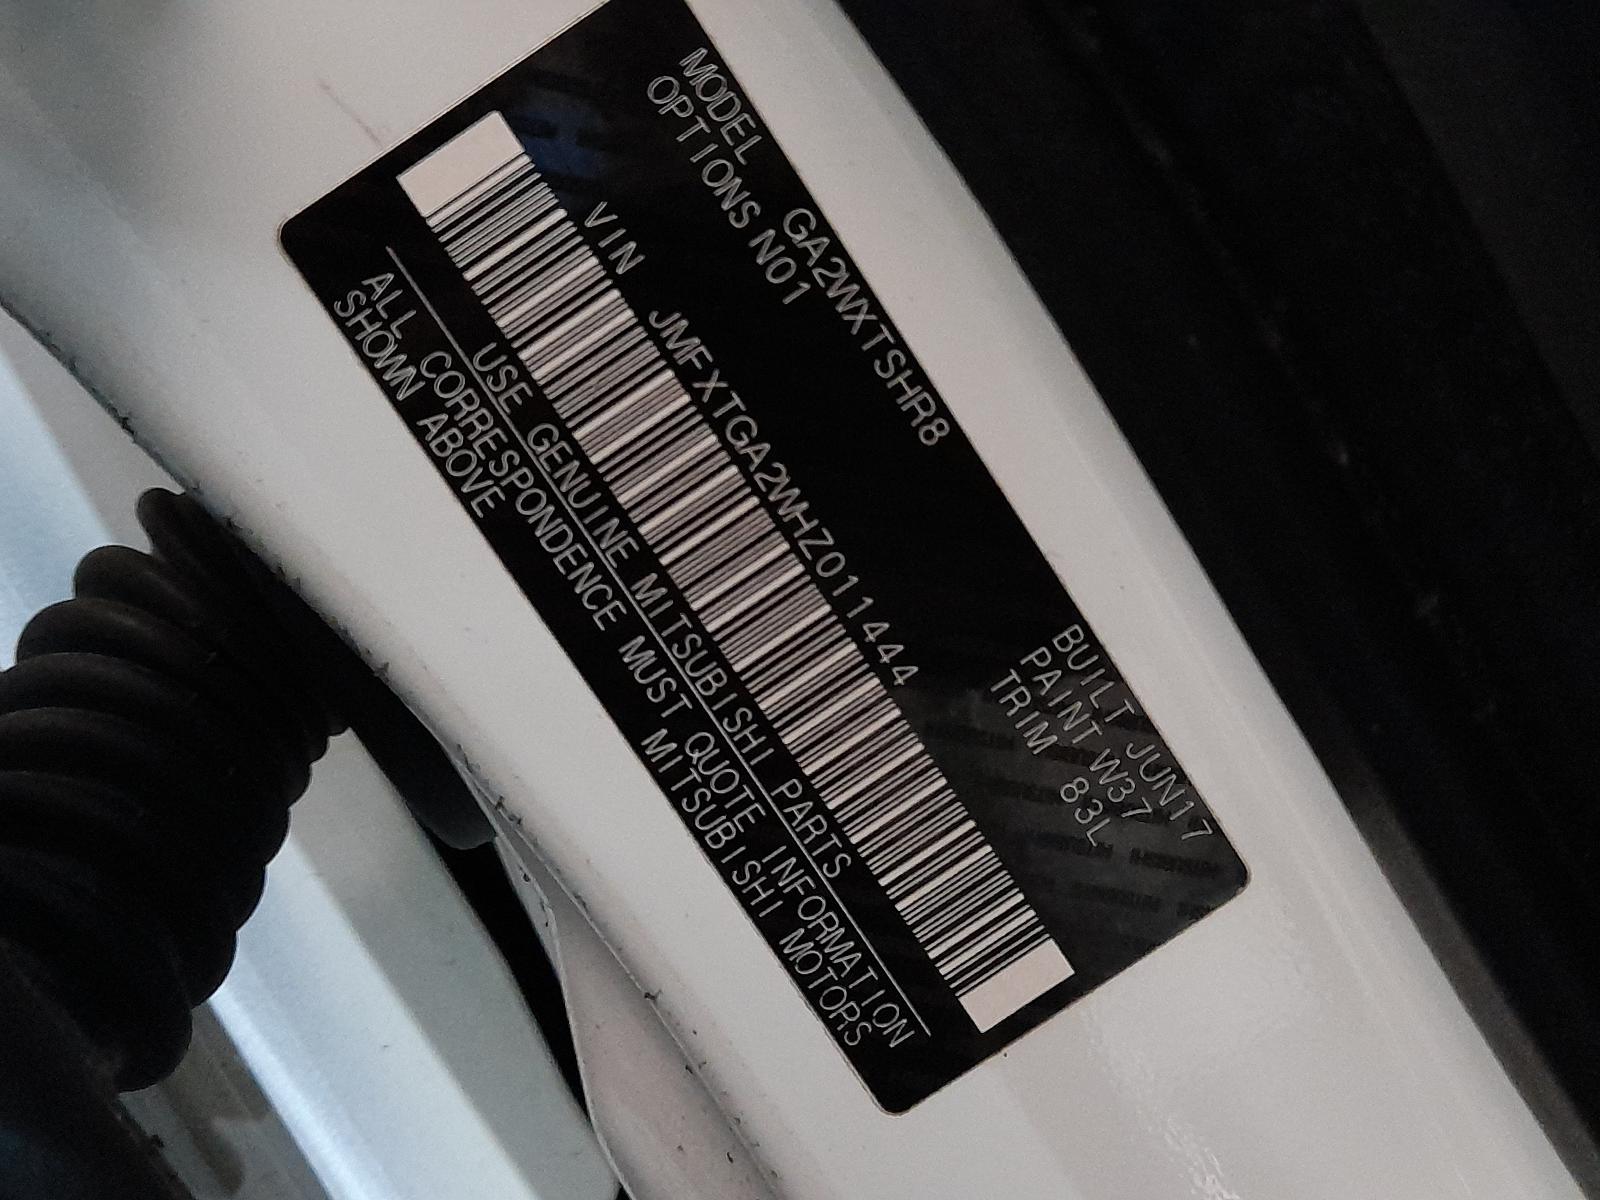 MODEL GA2WXTSHR8
OPTIONS N01
BUILT JUN17
PAINT W37
TRIM 83L
VIN JMFXTGA2WHZ011444
USE GENUINE MITSUBISHI PARTS
ALL CORRESPONDENCE MUST QUOTE INFORMATION
SHOWN ABOVE MITSUBISHI MOTORS